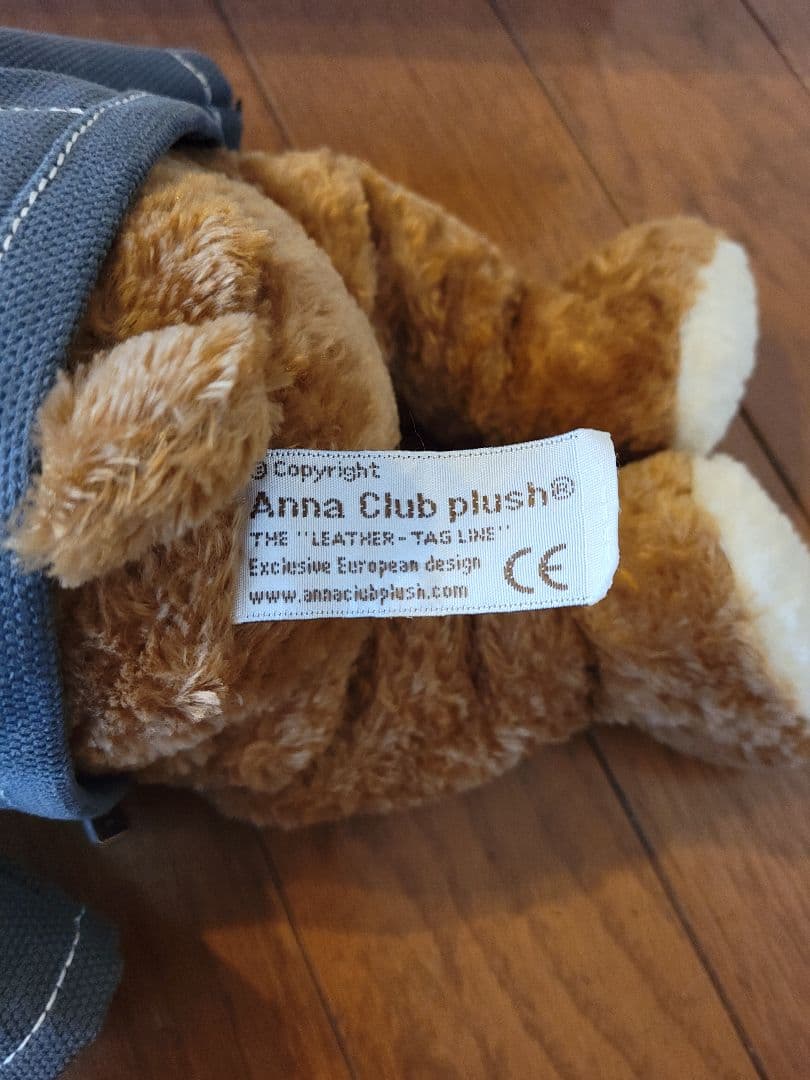 © Copyright
Anna Club plush®
THE "LEATHER-TAG LINE"
Exclusive European design
www.annaclubplush.com
CE